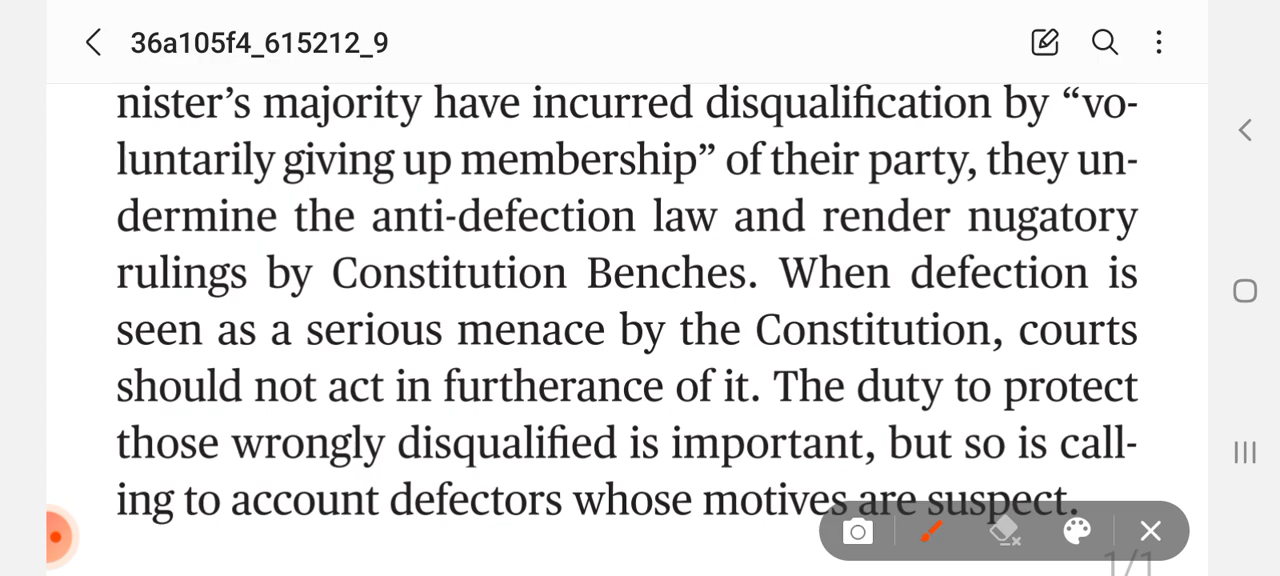 36a105f4_615212_9
nister’s majority have incurred disqualification by “vo-
luntarily giving up membership” of their party, they un-
dermine the anti-defection law and render nugatory
rulings by Constitution Benches. When defection is
seen as a serious menace by the Constitution, courts
should not act in furtherance of it. The duty to protect
those wrongly disqualified is important, but so is call-
ing to account defectors whose motives are suspect.
1/1